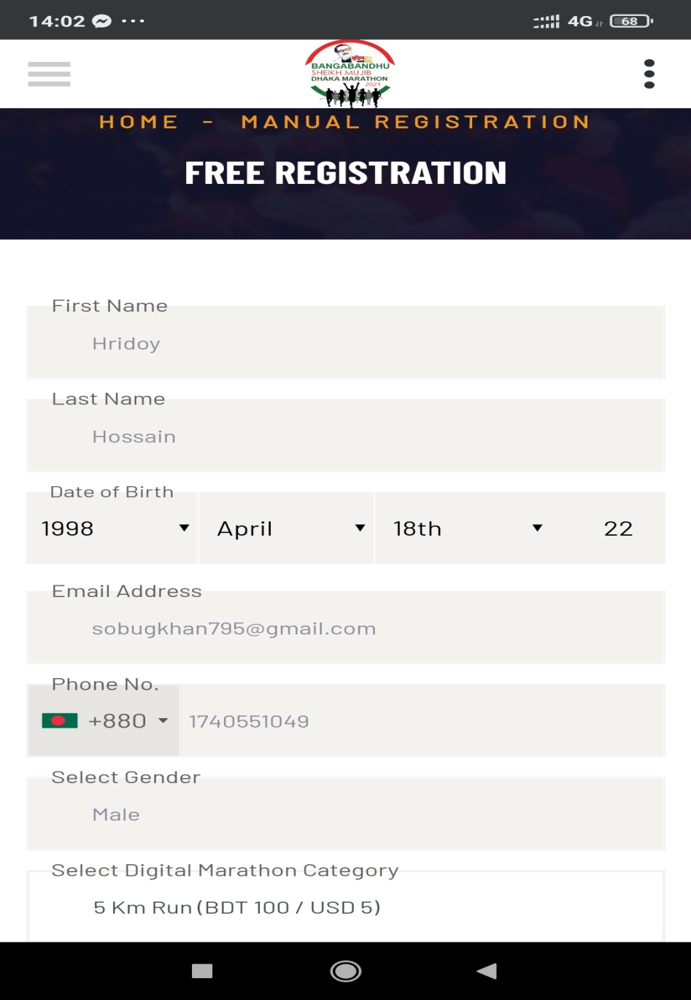 14:02
4G
68
BANGABANDHU
SHEIKH MUJIB
DHAKA MARATHON
2021
HOME - MANUAL REGISTRATION
FREE REGISTRATION
First Name
Hridoy
Last Name
Hossain
Date of Birth
1998 April 18th 22
Email Address
sobugkhan795@gmail.com
Phone No.
+880 1740551049
Select Gender
Male
Select Digital Marathon Category
5 Km Run (BDT 100 / USD 5)